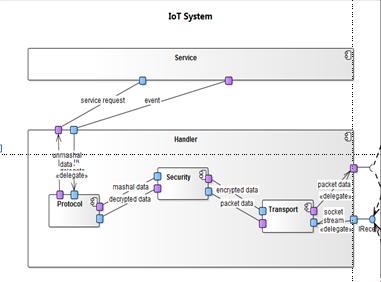 IoT System
Service
service request
event
Handler
unmashal
data
«delegate»
Security
mashal data
decrypted data
encrypted data
packet data
Protocol
Transport
packet data
«delegate»
socket
stream
«delegate»
IRece